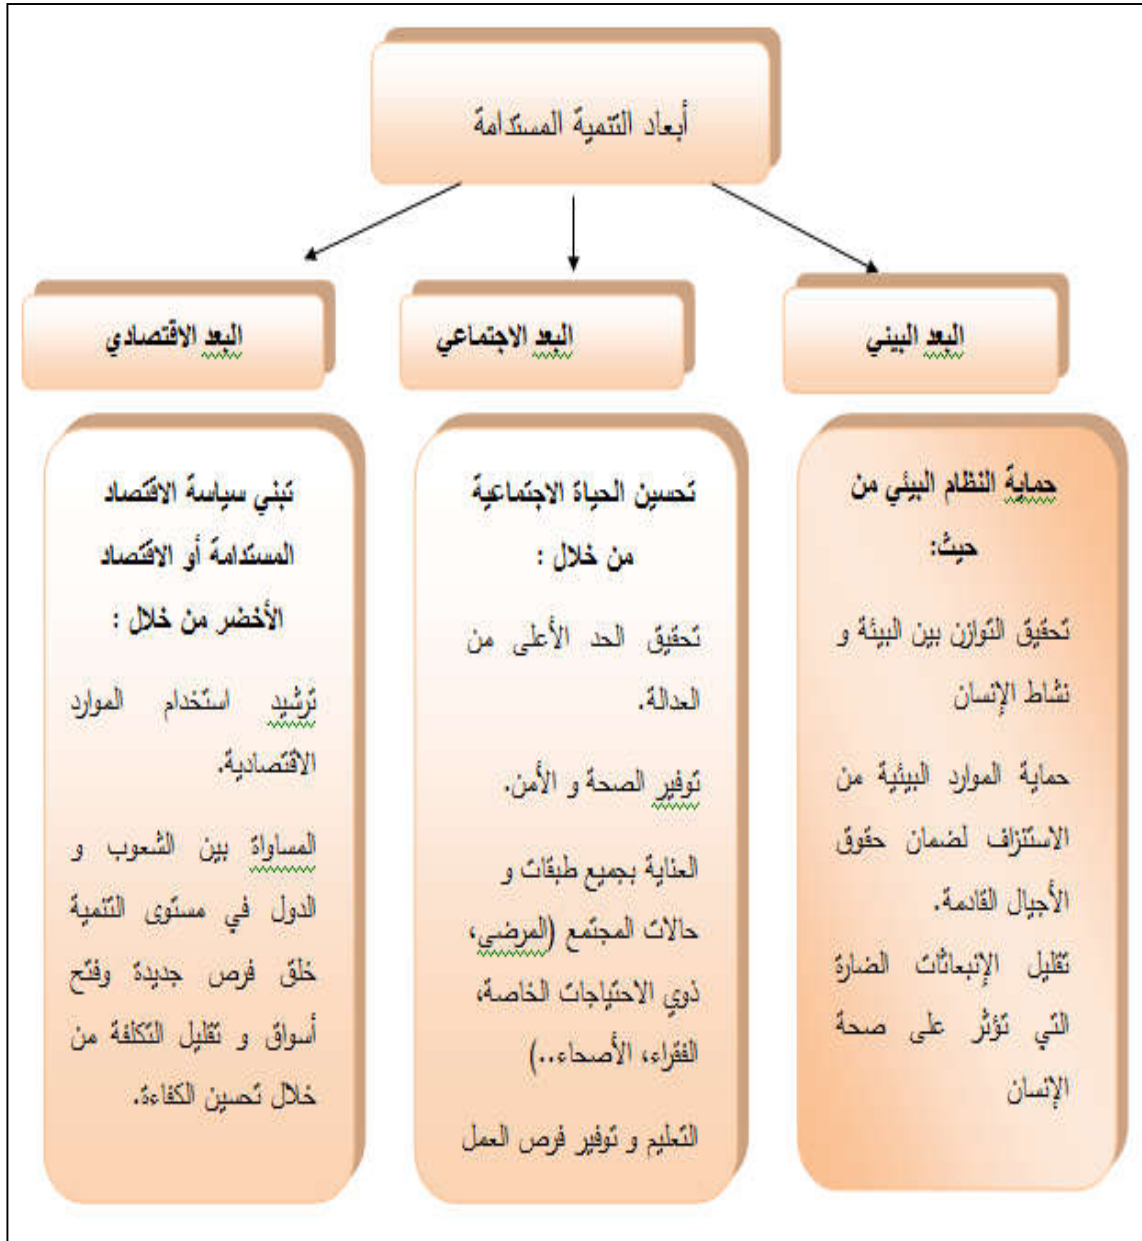 أبعاد التنمية المستدامة
البعد البيني
البعد الاجتماعي
البعد الاقتصادي
حماية النظام البيئي من
حيث:
تحقيق التوازن بين البيئة و
نشاط الإنسان
حماية الموارد البيئية من
الاستنزاف لضمان حقوق
الأجيال القادمة.
تقليل الإنبعاثات الضارة
التي تؤثر على صحة
الإنسان
تحسين الحياة الاجتماعية
من خلال :
تحقيق الحد الأعلى من
العدالة.
توفير الصحة و الأمن.
العناية بجميع طبقات و
حالات المجتمع (المرضى،
ذوي الاحتياجات الخاصة،
الفقراء، الأصحاء..)
التعليم و توفير فرص العمل
تبني سياسة الاقتصاد
المستدامة أو الاقتصاد
الأخضر من خلال :
ترشيد استخدام الموارد
الاقتصادية.
المساواة بين الشعوب و
الدول في مستوى التنمية
خلق فرص جديدة وفتح
أسواق و تقليل التكلفة من
خلال تحسين الكفاءة.